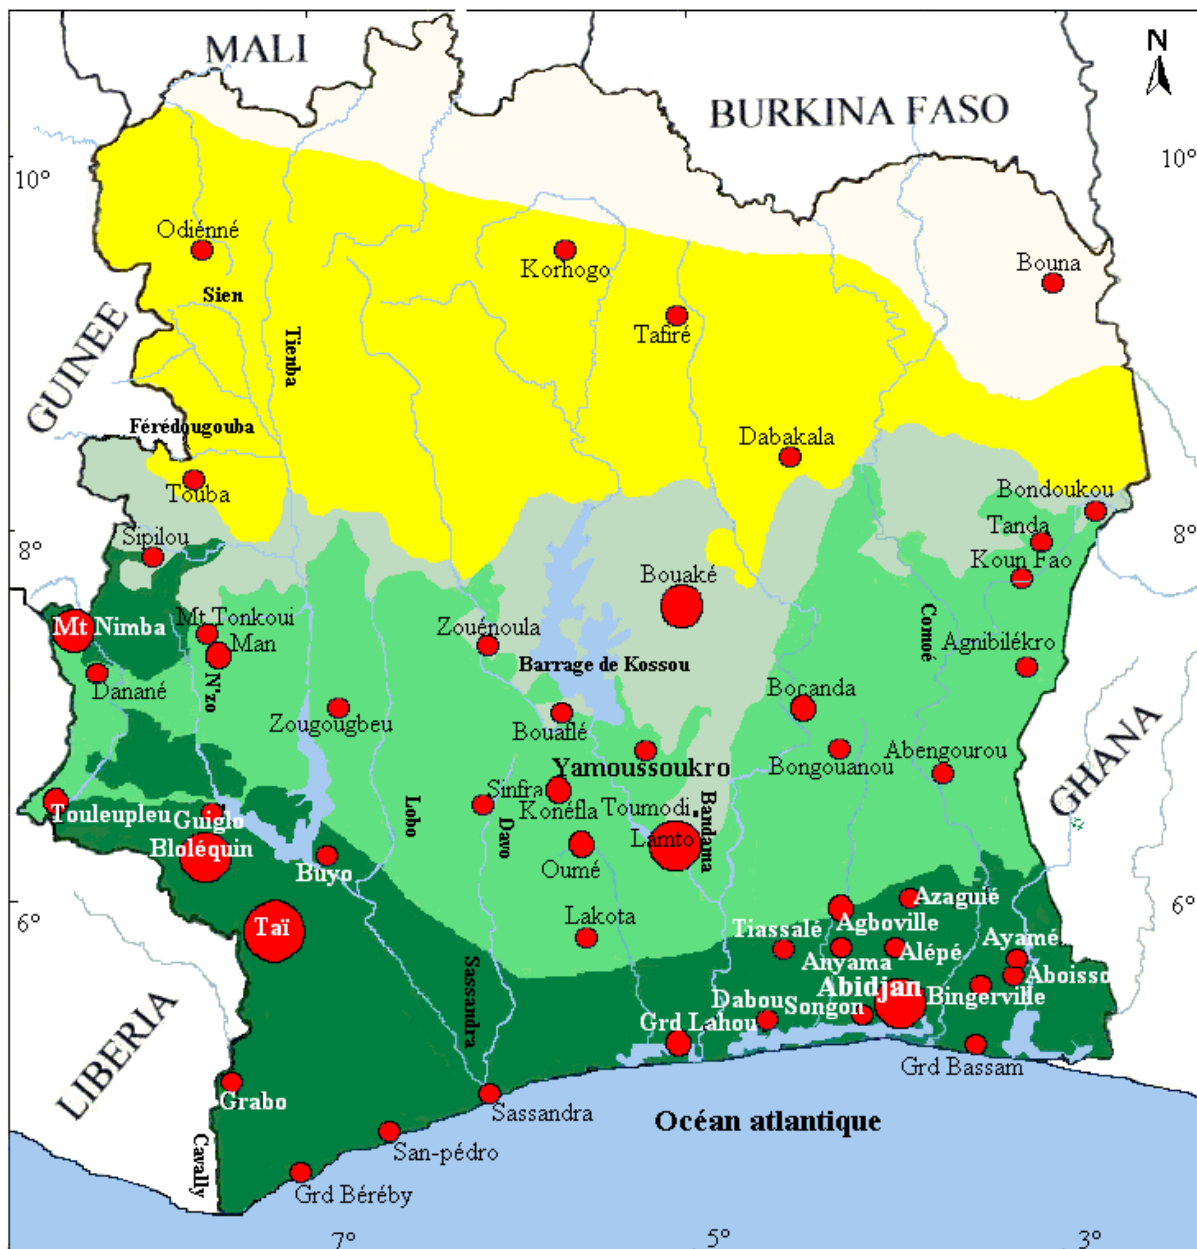 MALI
N
BURKINA FASO
10°
10°
Odiénné
Korhogo
Bouna
Sien
Tafiré
GUINEE
Tienba
Férédougouba
Dabakala
Touba
Bondoukou
Tanda
8°
8°
Sipilou
Koun Fao
Bouaké
Mt Nimba
Mt Tonkoui
Man
Zouénoula
Comoé
Barrage de Kossou
Agnibilékro
Danané
N'zo
Bocanda
Zougougbeu
Bouaflé
Bongouanou
Abengourou
GHANA
Yamoussoukro
Sinfra
Konéfla
Toumodi
Bandama
Lobo
Davo
Touleupleu
Guiglo
Bloléquin
Lamto
Oumé
Buyo
6°
6°
Azaguié
Lakota
Agboville
Taï
Tiassalé
Ayamé
Anyama
Alépé
Aboisso
Sassandra
Abidjan
Bingerville
Dabou
Songon
Grd Lahou
LIBERIA
Grd Bassam
Grabo
Sassandra
Océan atlantique
San-pédro
Cavally
Grd Béréby
7°
5°
3°